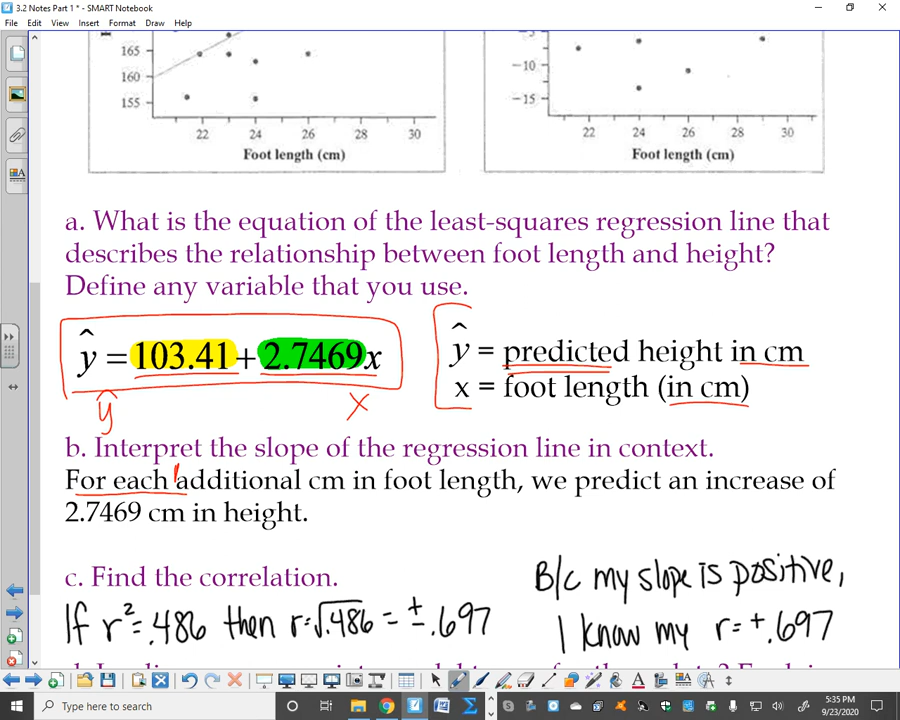 3.2 Notes Part 1 * - SMART Notebook
File Edit View Insert Format Draw Help
165
160
155
22 24 26 28 30
Foot length (cm)
-10
-15
22 24 26 28 30
Foot length (cm)
a. What is the equation of the least-squares regression line that
describes the relationship between foot length and height?
Define any variable that you use.
ŷ = 103.41 + 2.7469x
ŷ x
ŷ = predicted height in cm
x = foot length (in cm)
b. Interpret the slope of the regression line in context.
For each 1 additional cm in foot length, we predict an increase of
2.7469 cm in height.
c. Find the correlation.
If r² = .486 then r = √.486 = ± .697
B/c my slope is positive,
I know my r = +.697
Type here to search
5:35 PM
9/23/2020